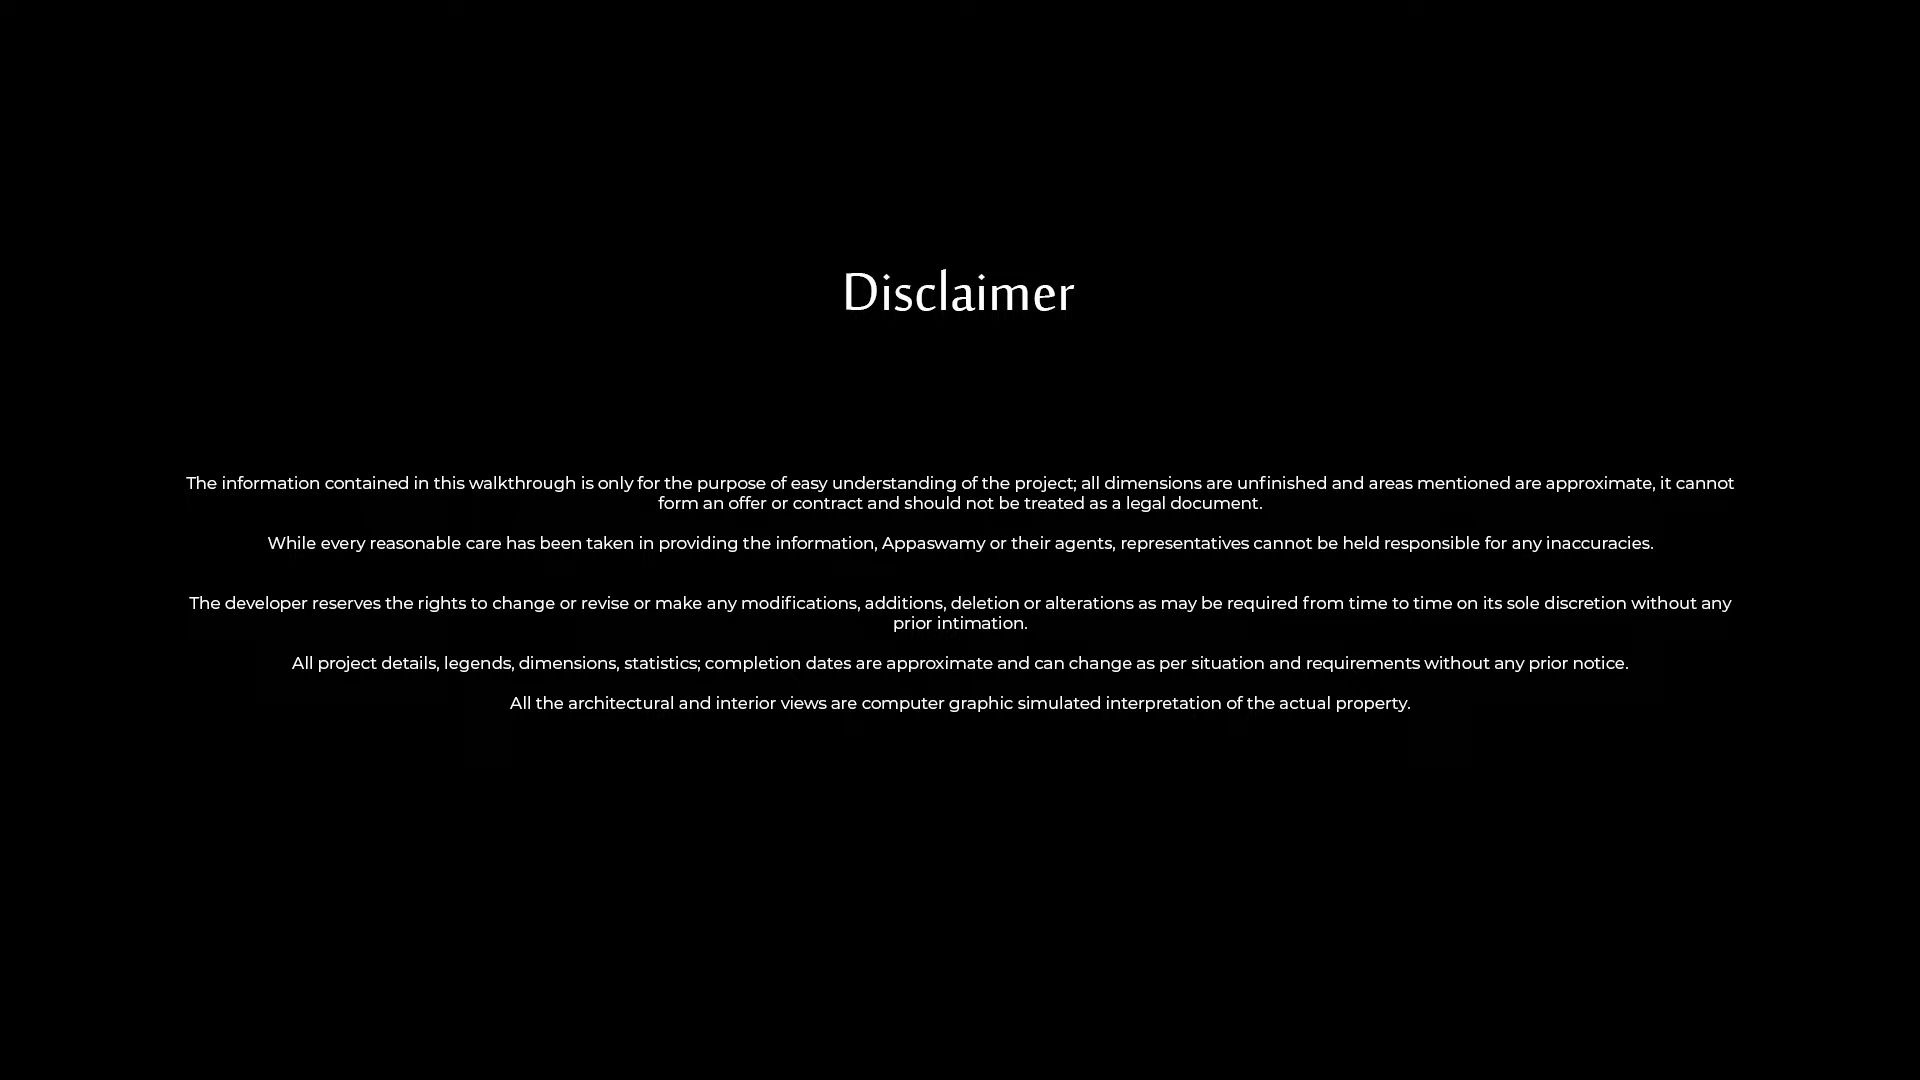 Disclaimer
The information contained in this walkthrough is only for the purpose of easy understanding of the project; all dimensions are unfinished and areas mentioned are approximate, it cannot
form an offer or contract and should not be treated as a legal document.
While every reasonable care has been taken in providing the information, Appaswamy or their agents, representatives cannot be held responsible for any inaccuracies.
The developer reserves the rights to change or revise or make any modifications, additions, deletion or alterations as may be required from time to time on its sole discretion without any
prior intimation.
All project details, legends, dimensions, statistics; completion dates are approximate and can change as per situation and requirements without any prior notice.
All the architectural and interior views are computer graphic simulated interpretation of the actual property.